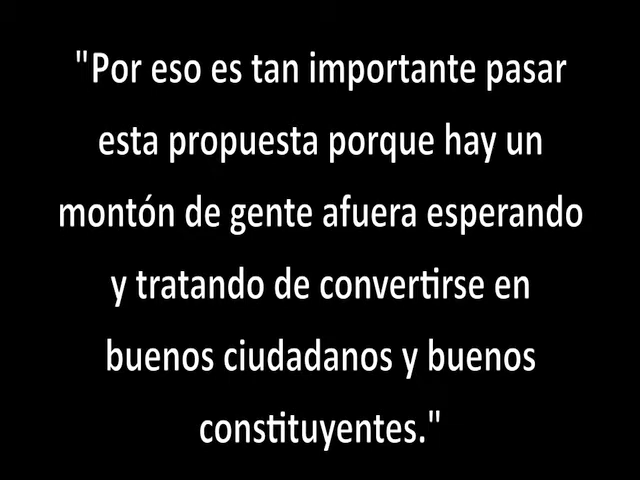 "Por eso es tan importante pasar
esta propuesta porque hay un
montón de gente afuera esperando
y tratando de convertirse en
buenos ciudadanos y buenos
constituyentes."